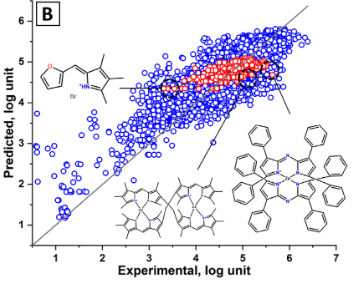 B
6
5
4
3
2
1
Predicted, log unit
1 2 3 4 5 6 7
Experimental, log unit
O
+HN
Br